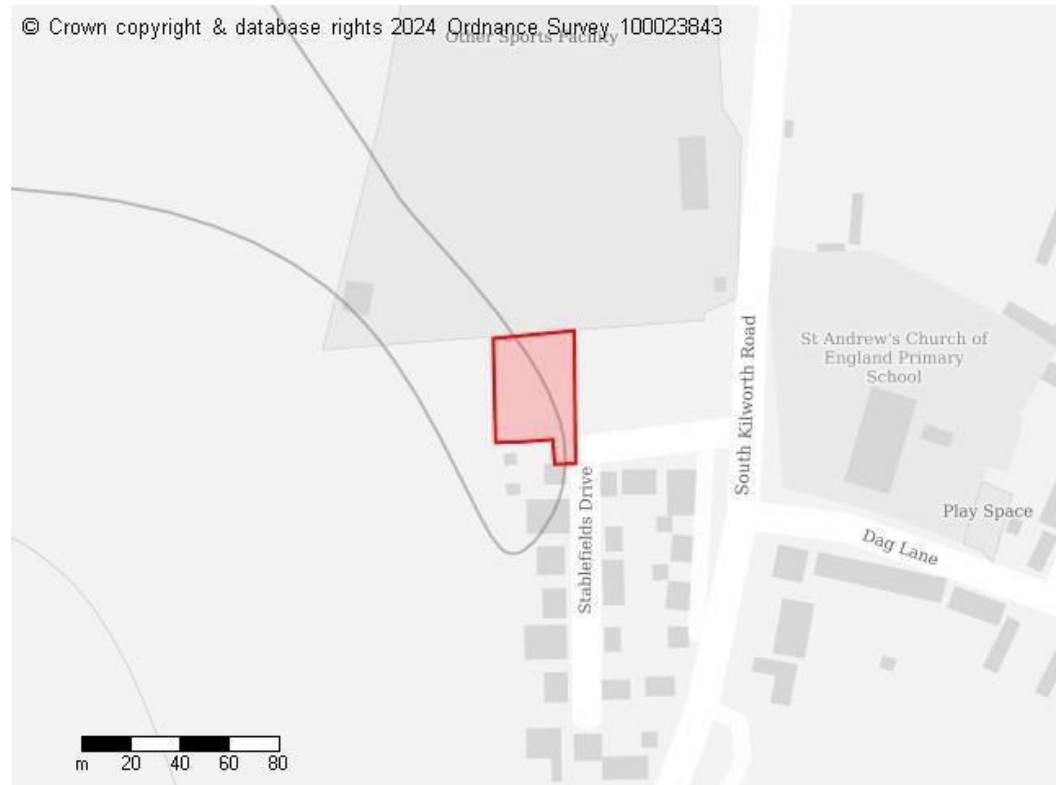 © Crown copyright & database rights 2024 Ordnance Survey 100023843
Other Sports Facility
St Andrew's Church of
England Primary
School
South Kilworth Road
Play Space
Dag Lane
Stablefields Drive
m 20 40 60 80